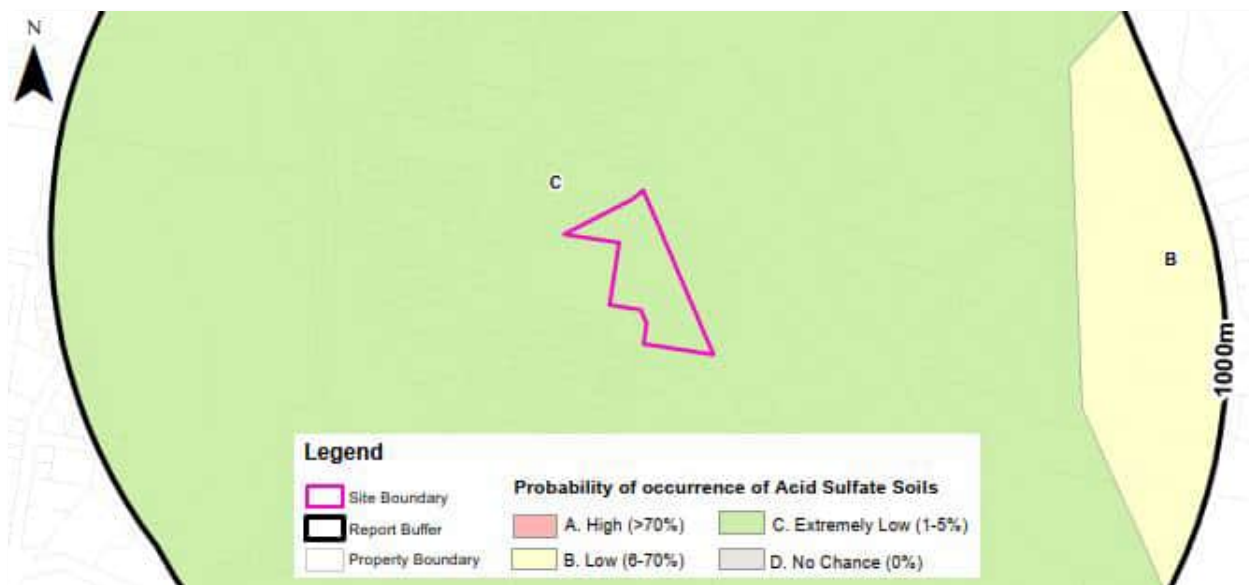 N
C
B
1000m
Legend
Site Boundary
Report Buffer
Property Boundary
Probability of occurrence of Acid Sulfate Soils
A. High (>70%)
C. Extremely Low (1-5%)
B. Low (6-70%)
D. No Chance (0%)